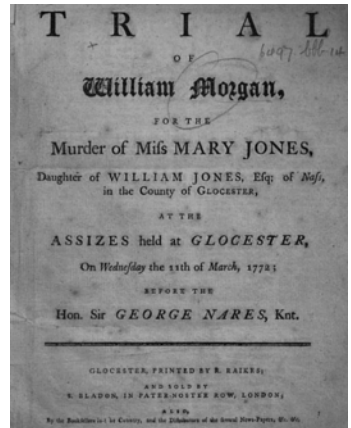 TRIAL
OF
William Morgan,
FOR THE
Murder of Miſs MARY JONES,
Daughter of WILLIAM JONES, Eſq; of Naſs,
in the County of GLOCESTER,
AT THE
ASSIZES held at GLOCESTER,
On Wedneſday the 11th of March, 1772;
BEFORE THE
Hon. Sir GEORGE NARES, Knt.
GLOCESTER, PRINTED BY R. RAIKES;
AND SOLD BY
S. BLADON, IN PATER-NOSTER ROW, LONDON;
ALSO,
By the Bookſellers in the Country, and the Diſtributors of the ſeveral News-Papers, &c. &c.